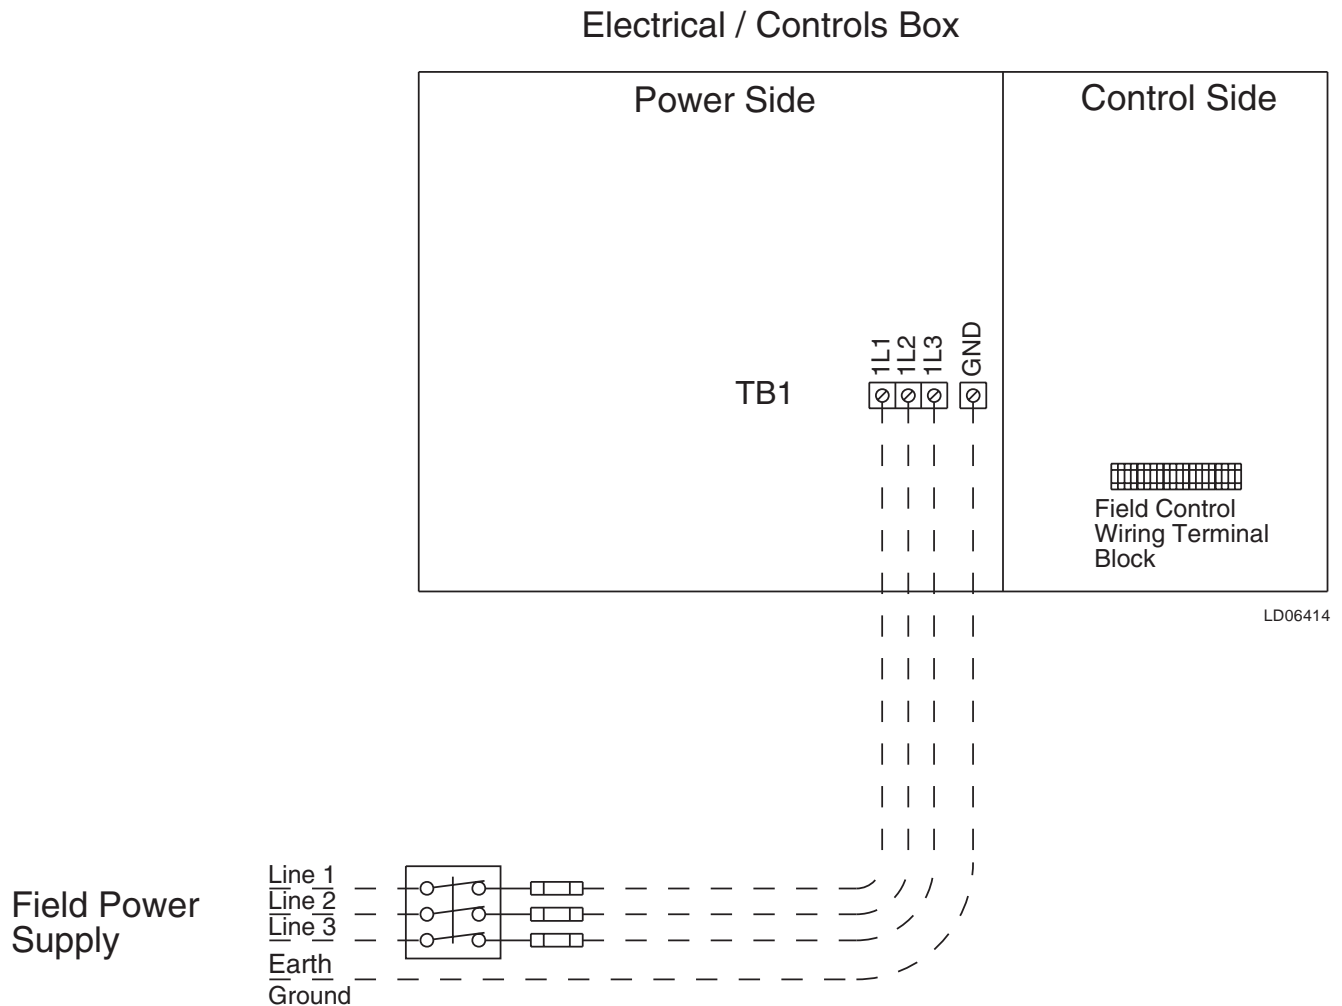 Electrical / Controls Box
Power Side
Control Side
1L1
1L2
1L3
GND
TB1
Field Control
Wiring Terminal
Block
LD06414
Field Power
Supply
Line 1
Line 2
Line 3
Earth
Ground